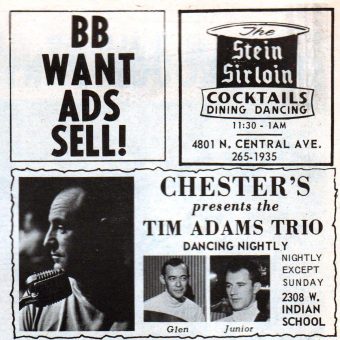 BB
WANT
ADS
SELL!
The
Stein
Sirloin
COCKTAILS
DINING DANCING
11:30 - 1AM
4801 N. CENTRAL AVE.
265-1935
CHESTER'S
presents the
TIM ADAMS TRIO
DANCING NIGHTLY
NIGHTLY
EXCEPT
SUNDAY
2308 W.
INDIAN
SCHOOL
Glen
Junior